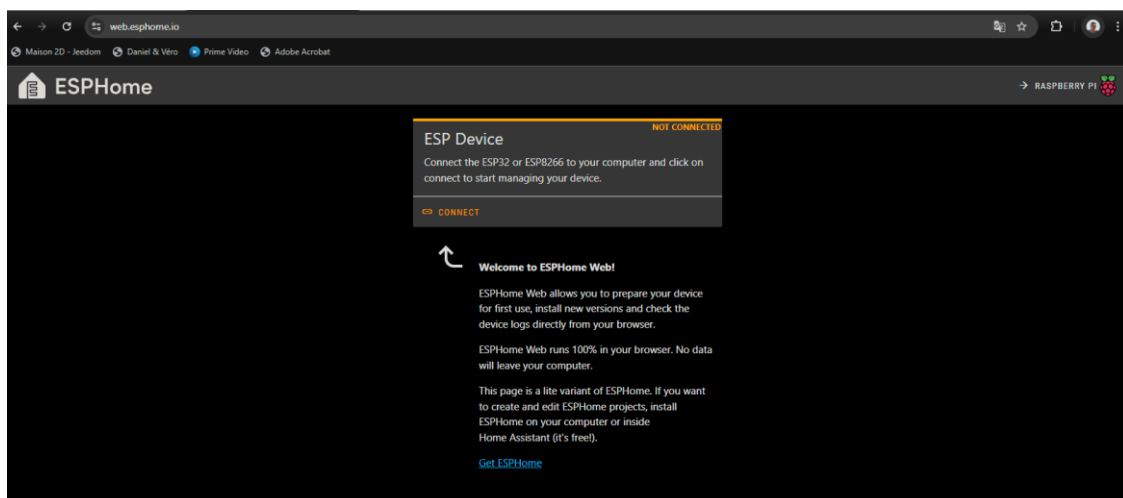 web.esphome.io
Maison 2D - Jeedom Daniel & Véro Prime Video Adobe Acrobat
ESPHome
RASPBERRY PI
NOT CONNECTED
ESP Device
Connect the ESP32 or ESP8266 to your computer and click on
connect to start managing your device.
CONNECT
Welcome to ESPHome Web!
ESPHome Web allows you to prepare your device
for first use, install new versions and check the
device logs directly from your browser.
ESPHome Web runs 100% in your browser. No data
will leave your computer.
This page is a lite variant of ESPHome. If you want
to create and edit ESPHome projects, install
ESPHome on your computer or inside
Home Assistant (it's free!).
Get ESPHome